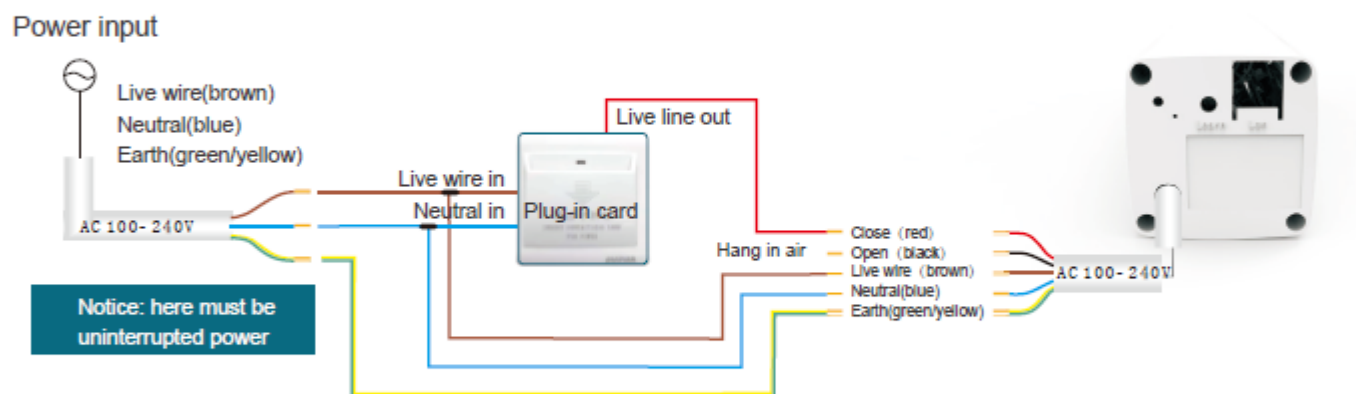 Power input
Live wire(brown)
Neutral(blue)
Earth(green/yellow)
AC 100- 240V
Notice: here must be
uninterrupted power
Live line out
Live wire in
Neutral in
Plug-in card
Hang in air
Close (red)
Open (black)
Live wire (brown)
Neutral(blue)
Earth(green/yellow)
AC 100- 240V